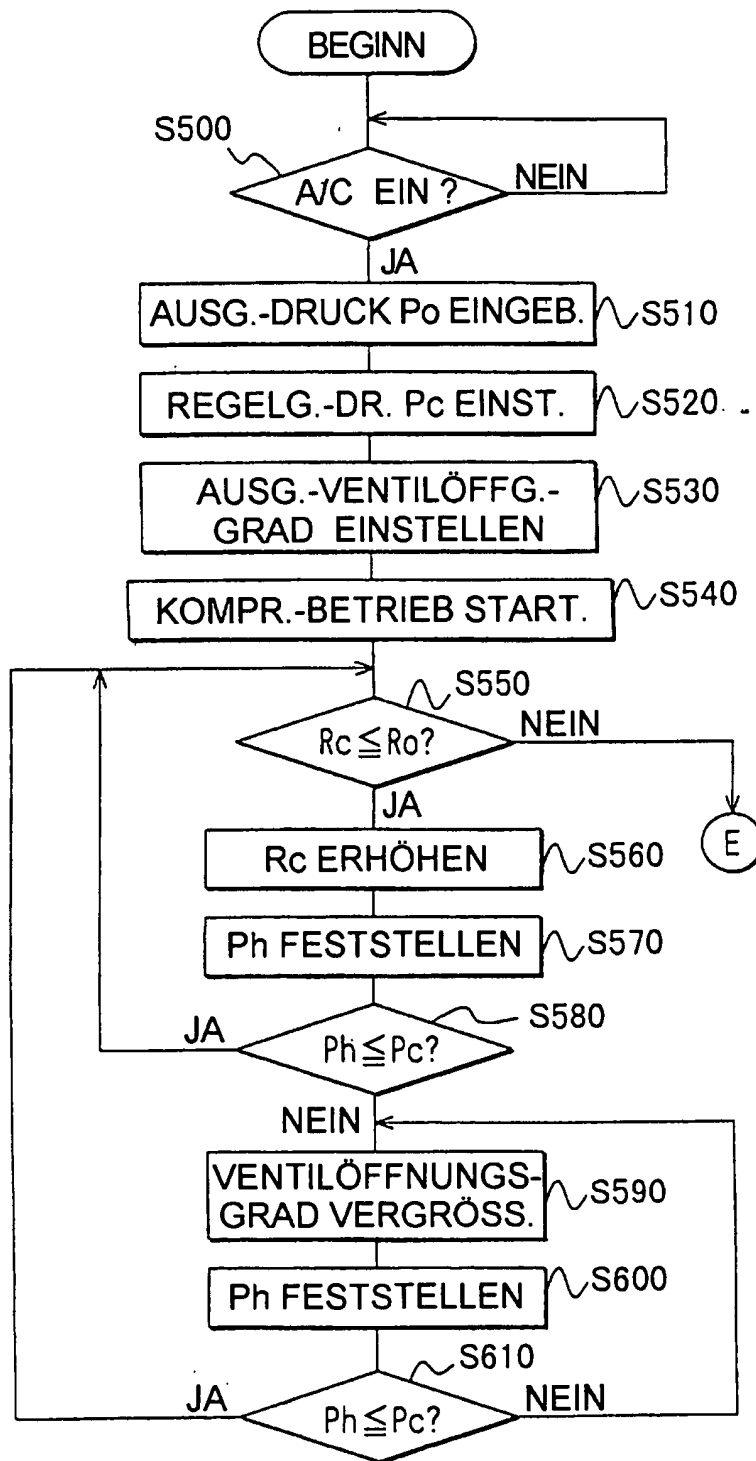 BEGINN
S500
A/C EIN ?
NEIN
JA
AUSG.-DRUCK Po EINGEB.
S510
REGELG.-DR. Pc EINST.
S520
AUSG.-VENTILÖFFG.-
GRAD EINSTELLEN
S530
KOMPR.-BETRIEB START.
S540
S550
Rc≦Ro?
NEIN
JA
E
Rc ERHÖHEN
S560
Ph FESTSTELLEN
S570
S580
JA
Ph≦Pc?
NEIN
VENTILÖFFNUNGS-
GRAD VERGRÖSS.
S590
Ph FESTSTELLEN
S600
S610
JA
Ph≦Pc?
NEIN